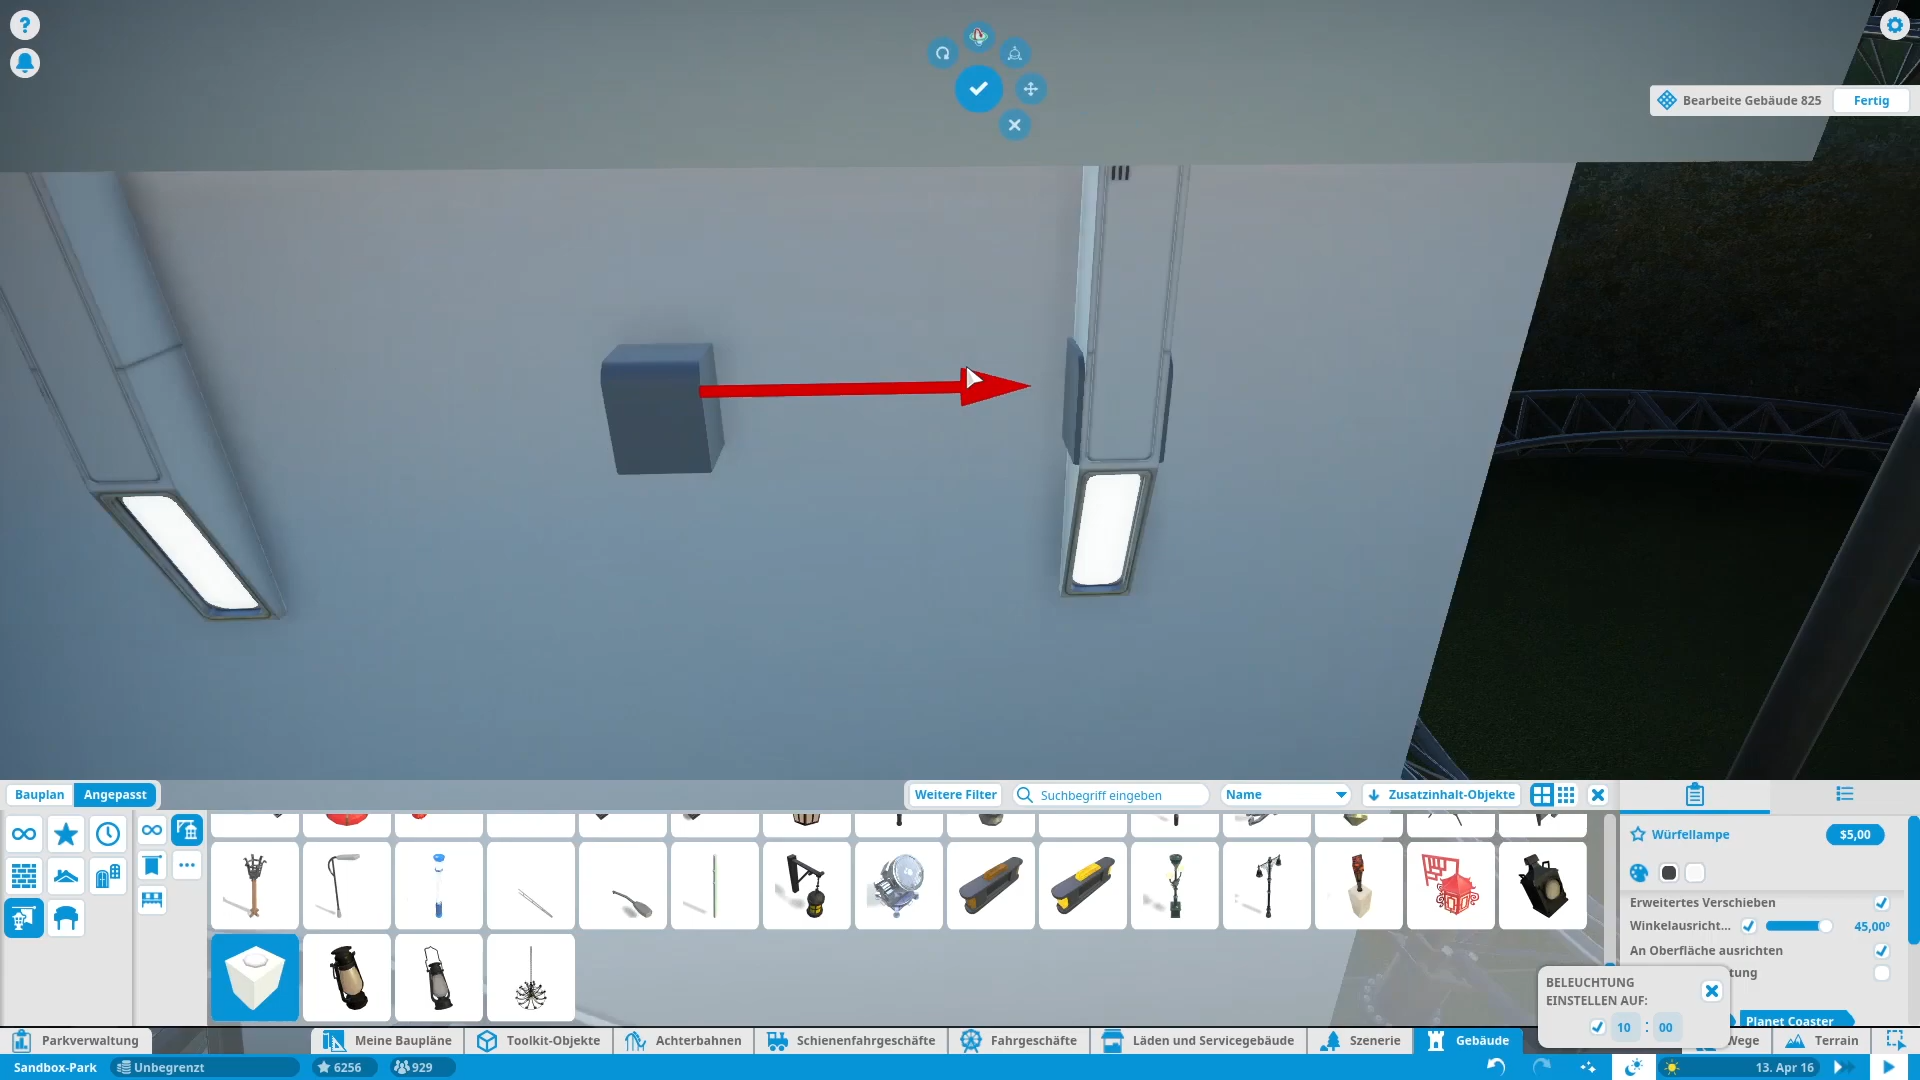 ?
Bearbeite Gebäude 825
Fertig
Bauplan
Angepasst
Weitere Filter
Suchbegriff eingeben
Name
Zusatzinhalt-Objekte
Würfellampe
$5,00
Erweitertes Verschieben
Winkelausricht...
45,00°
An Oberfläche ausrichten
tung
BELEUCHTUNG
EINSTELLEN AUF:
10 : 00
Planet Coaster
Parkverwaltung
Meine Baupläne
Toolkit-Objekte
Achterbahnen
Schienenfahrgeschäfte
Fahrgeschäfte
Läden und Servicegebäude
Szenerie
Gebäude
Wege
Terrain
Sandbox-Park
Unbegrenzt
6256
929
13. Apr 16